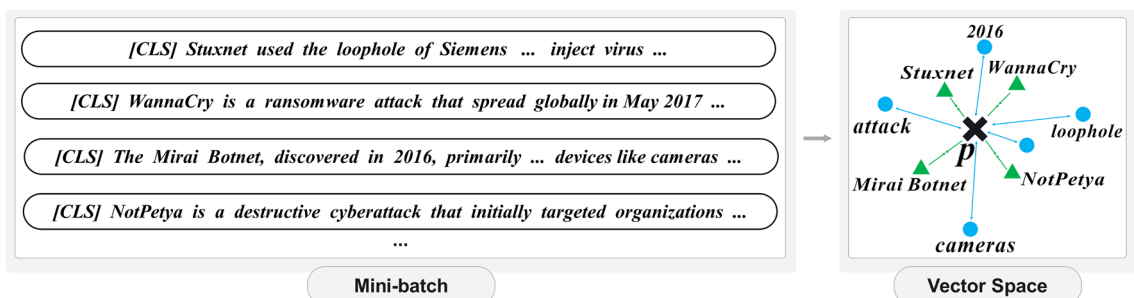 [CLS] Stuxnet used the loophole of Siemens ... inject virus ...
[CLS] WannaCry is a ransomware attack that spread globally in May 2017 ...
[CLS] The Mirai Botnet, discovered in 2016, primarily ... devices like cameras ...
[CLS] NotPetya is a destructive cyberattack that initially targeted organizations ...
...
Mini-batch
2016
Stuxnet
WannaCry
attack
loophole
p
Mirai Botnet
NotPetya
cameras
Vector Space